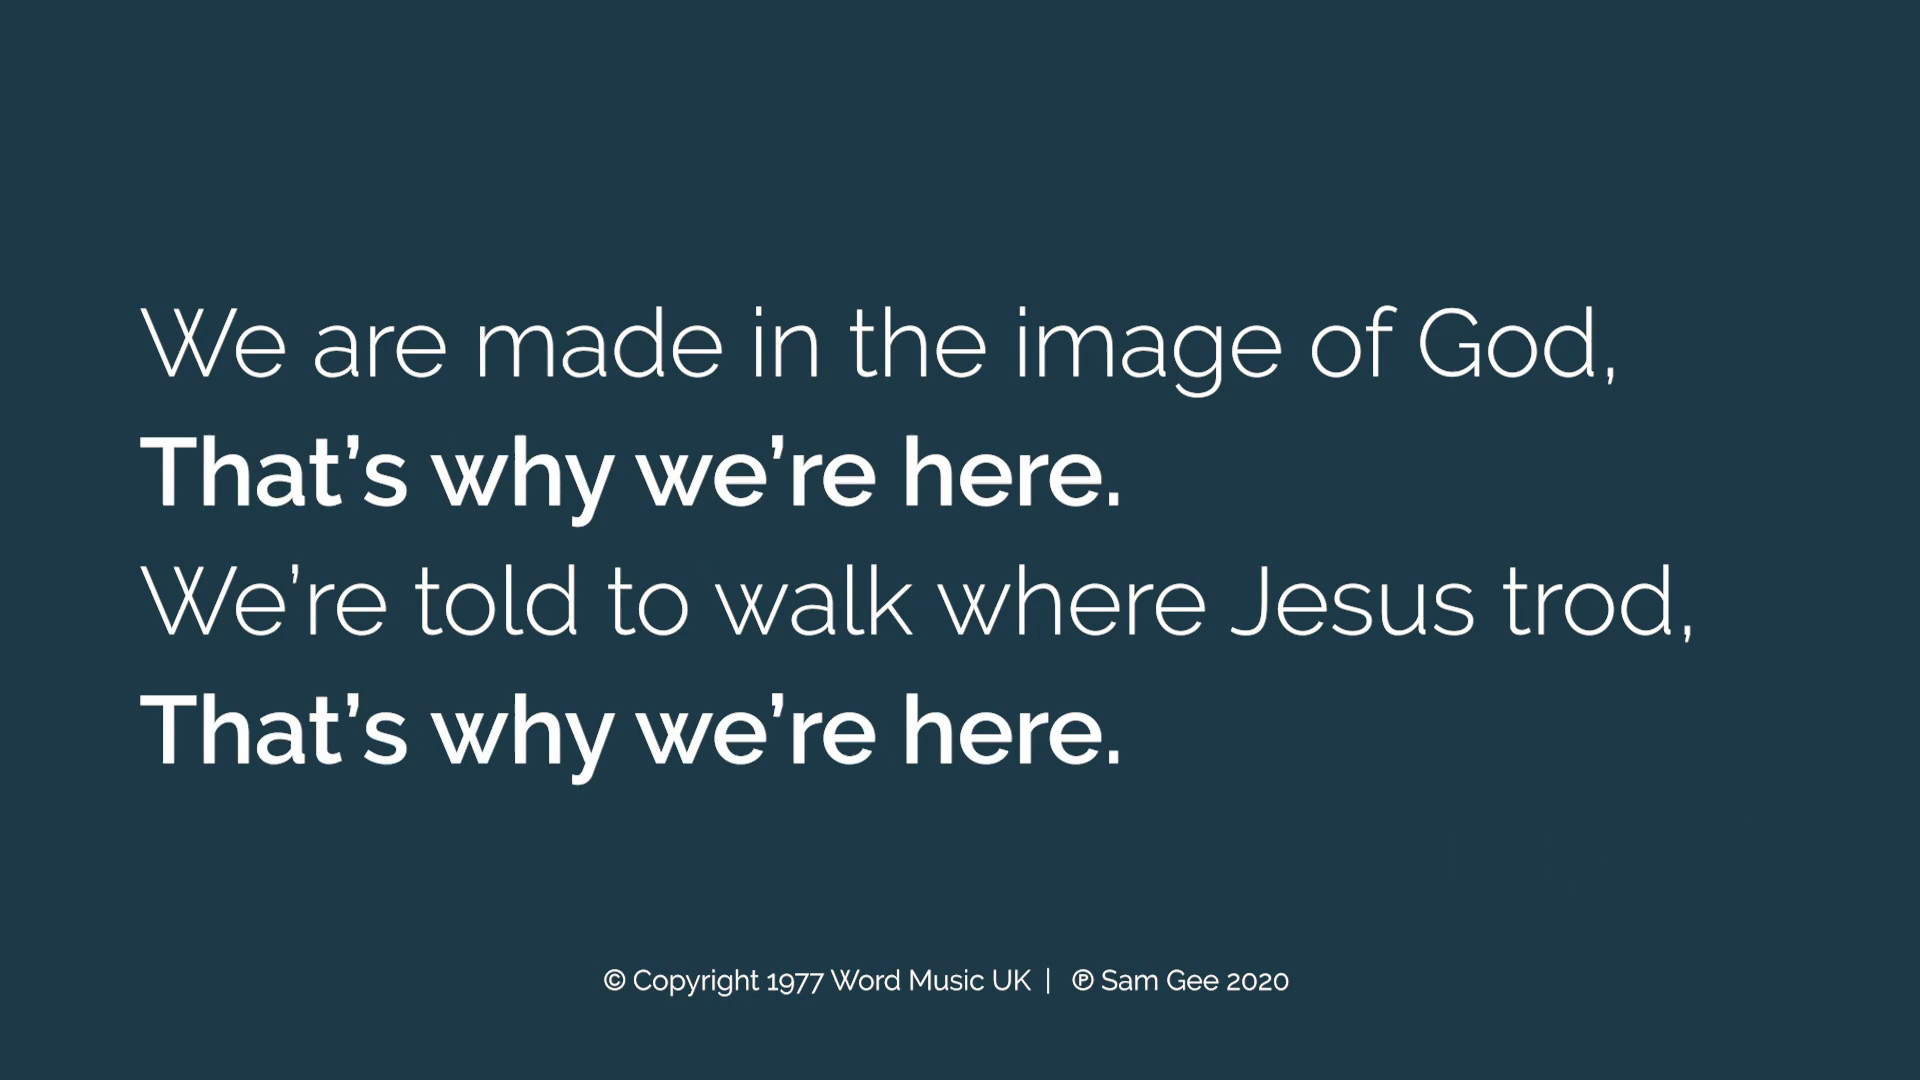 We are made in the image of God,
That’s why we’re here.
We’re told to walk where Jesus trod,
That’s why we’re here.
© Copyright 1977 Word Music UK | ℗ Sam Gee 2020